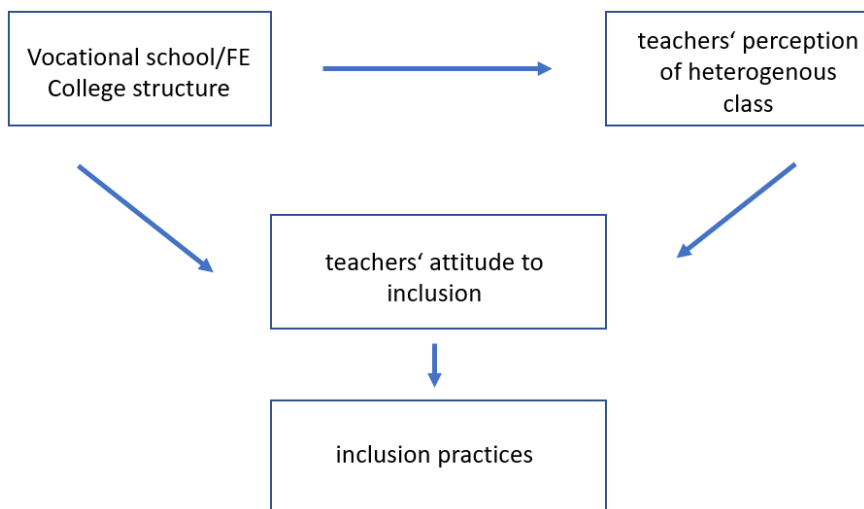 Vocational school/FE
College structure
teachers‘ perception
of heterogenous
class
teachers‘ attitude to
inclusion
inclusion practices